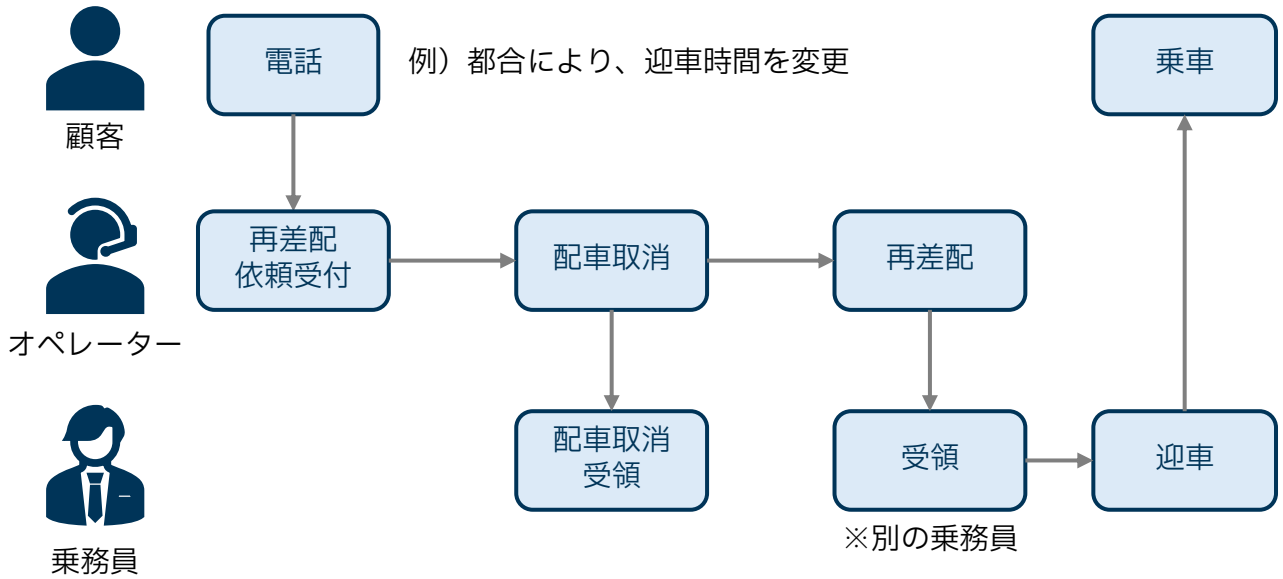 電話
例）都合により、迎車時間を変更
乗車
顧客
再差配
依頼受付
配車取消
再差配
オペレーター
配車取消
受領
受領
迎車
※別の乗務員
乗務員